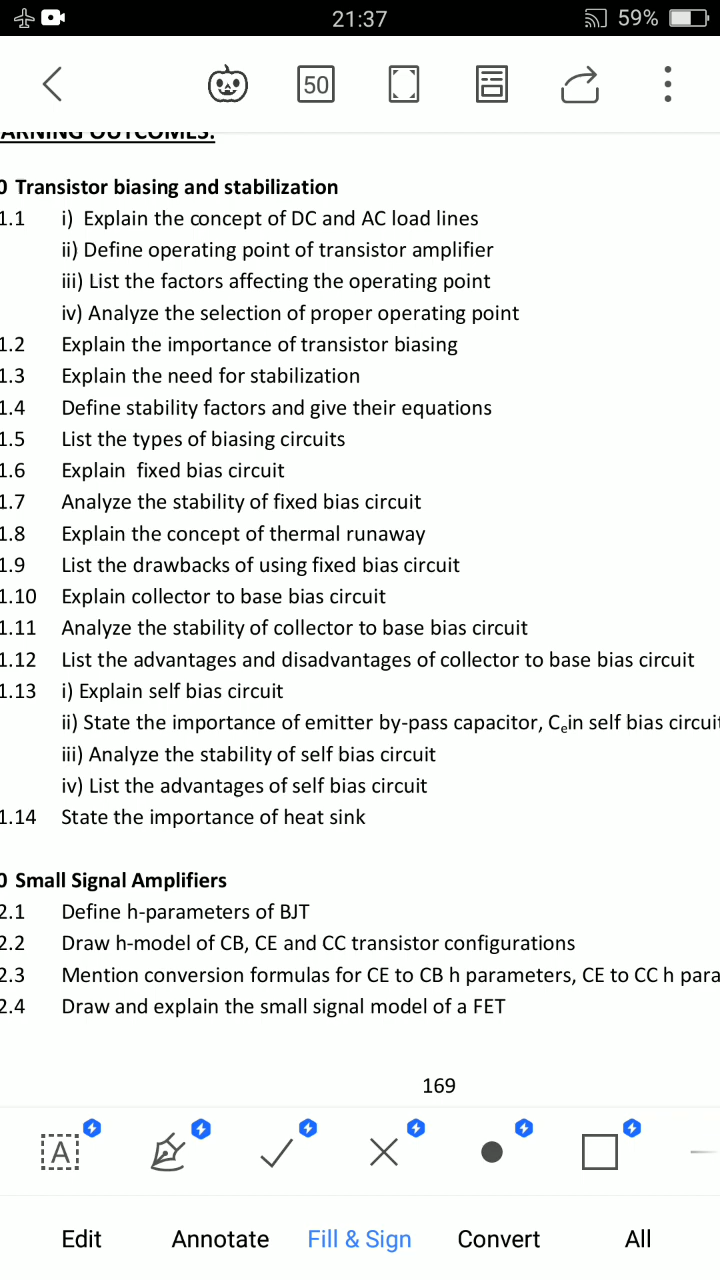 21:37
59%
50
ARNING OUTCOMES:
0 Transistor biasing and stabilization
1.1 i) Explain the concept of DC and AC load lines
ii) Define operating point of transistor amplifier
iii) List the factors affecting the operating point
iv) Analyze the selection of proper operating point
1.2 Explain the importance of transistor biasing
1.3 Explain the need for stabilization
1.4 Define stability factors and give their equations
1.5 List the types of biasing circuits
1.6 Explain fixed bias circuit
1.7 Analyze the stability of fixed bias circuit
1.8 Explain the concept of thermal runaway
1.9 List the drawbacks of using fixed bias circuit
1.10 Explain collector to base bias circuit
1.11 Analyze the stability of collector to base bias circuit
1.12 List the advantages and disadvantages of collector to base bias circuit
1.13 i) Explain self bias circuit
ii) State the importance of emitter by-pass capacitor, Cein self bias circuit
iii) Analyze the stability of self bias circuit
iv) List the advantages of self bias circuit
1.14 State the importance of heat sink
0 Small Signal Amplifiers
2.1 Define h-parameters of BJT
2.2 Draw h-model of CB, CE and CC transistor configurations
2.3 Mention conversion formulas for CE to CB h parameters, CE to CC h para
2.4 Draw and explain the small signal model of a FET
169
A
Edit Annotate Fill & Sign Convert All